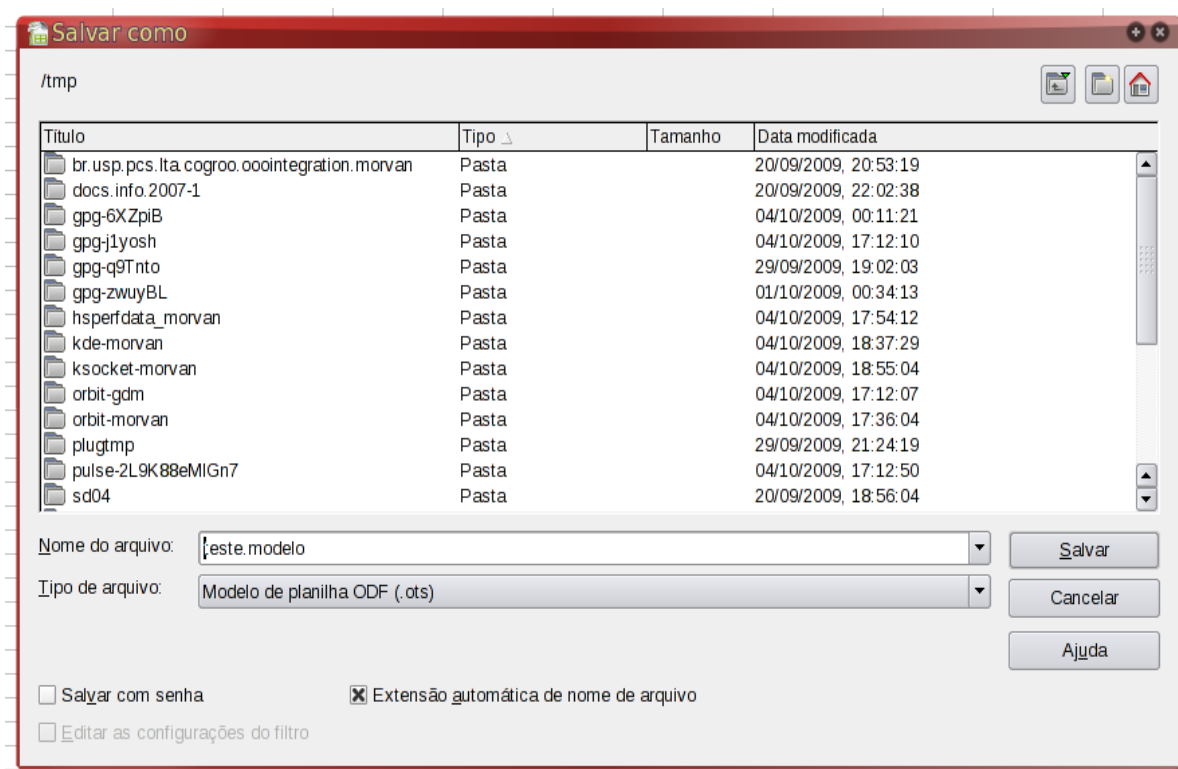 Salvar como
/tmp
Título Tipo Tamanho Data modificada
br.usp.pcs.lta.cogroo.ooointegration.morvan Pasta 20/09/2009, 20:53:19
docs.info.2007-1 Pasta 20/09/2009, 22:02:38
gpg-6XZpiB Pasta 04/10/2009, 00:11:21
gpg-j1yosh Pasta 04/10/2009, 17:12:10
gpg-q9Tnto Pasta 29/09/2009, 19:02:03
gpg-zwuyBL Pasta 01/10/2009, 00:34:13
hsperfdata_morvan Pasta 04/10/2009, 17:54:12
kde-morvan Pasta 04/10/2009, 18:37:29
ksocket-morvan Pasta 04/10/2009, 18:55:04
orbit-gdm Pasta 04/10/2009, 17:12:07
orbit-morvan Pasta 04/10/2009, 17:36:04
plugtmp Pasta 29/09/2009, 21:24:19
pulse-2L9K88eMIGn7 Pasta 04/10/2009, 17:12:50
sd04 Pasta 20/09/2009, 18:56:04
Nome do arquivo: teste.modelo Salvar
Tipo de arquivo: Modelo de planilha ODF (.ots) Cancelar
Ajuda
Salvar com senha Extensão automática de nome de arquivo
Editar as configurações do filtro